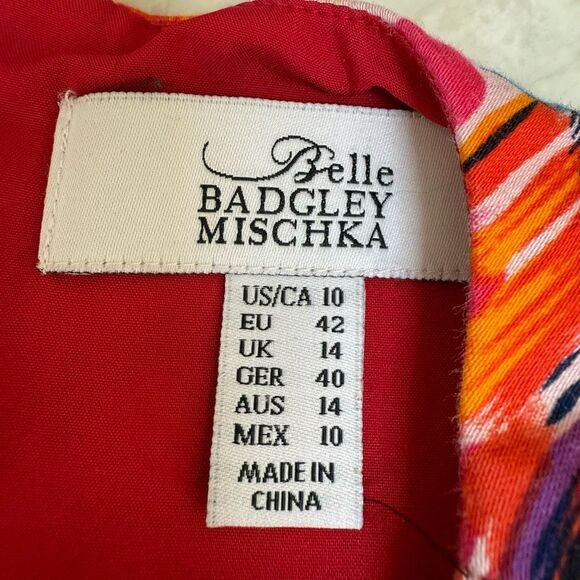 Belle
BADGLEY
MISCHKA
US/CA 10
EU 42
UK 14
GER 40
AUS 14
MEX 10
MADE IN
CHINA